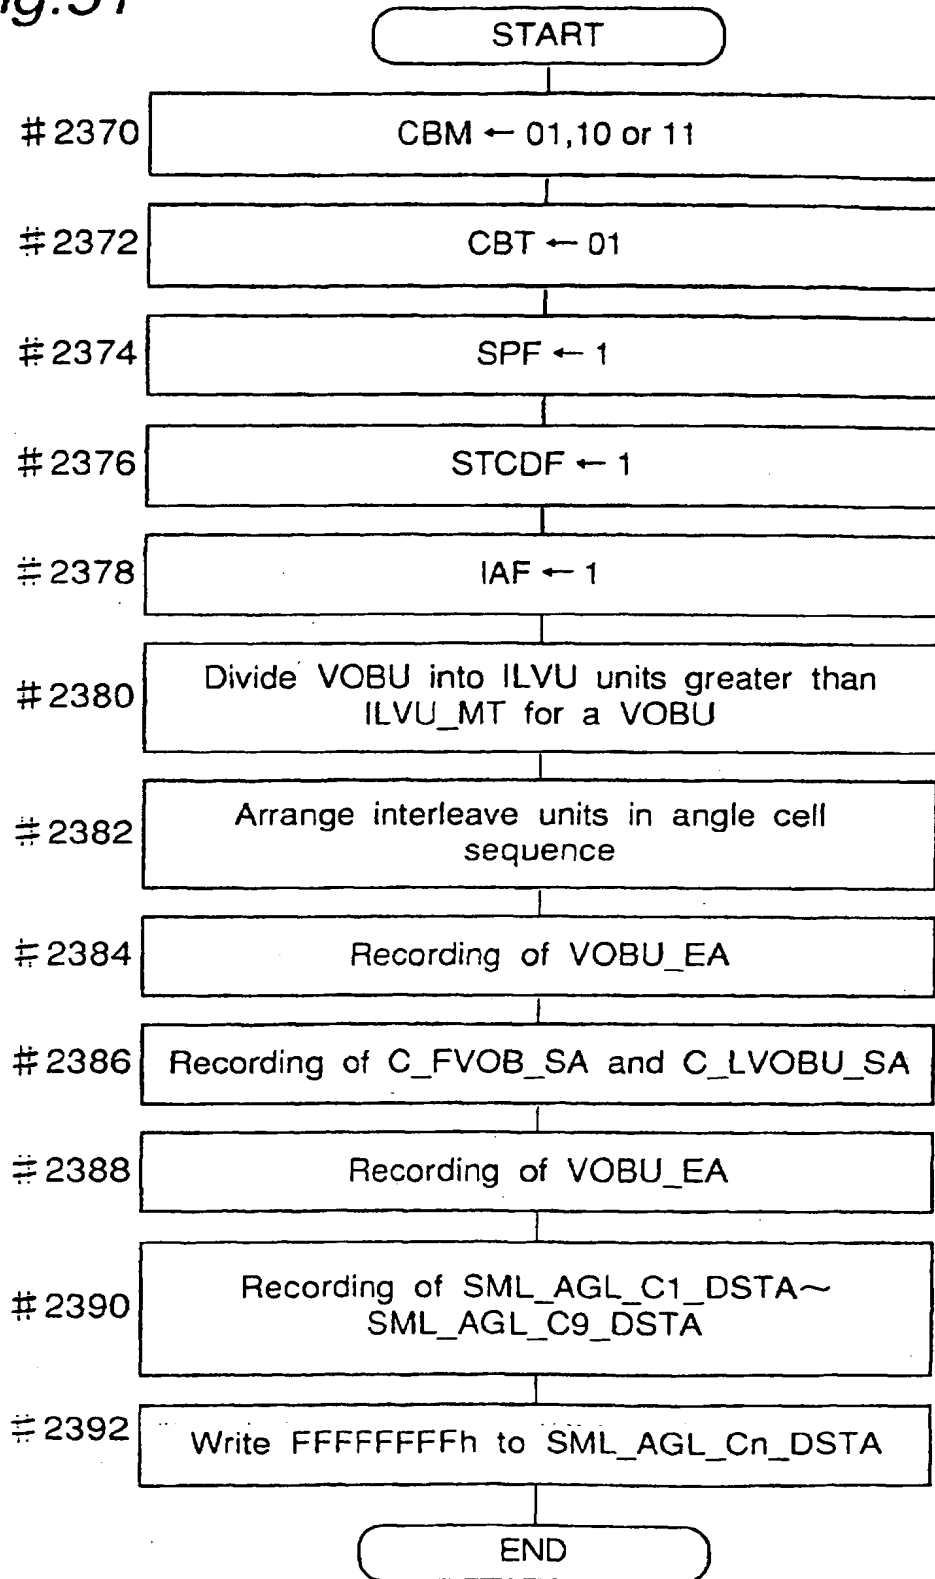 ig.51
START
#2370 CBM ← 01,10 or 11
#2372 CBT ← 01
#2374 SPF ← 1
#2376 STCDF ← 1
#2378 IAF ← 1
#2380 Divide VOBU into ILVU units greater than
ILVU_MT for a VOBU
#2382 Arrange interleave units in angle cell
sequence
#2384 Recording of VOBU_EA
#2386 Recording of C_FVOB_SA and C_LVOBU_SA
#2388 Recording of VOBU_EA
#2390 Recording of SML_AGL_C1_DSTA~
SML_AGL_C9_DSTA
#2392 Write FFFFFFFFh to SML_AGL_Cn_DSTA
END